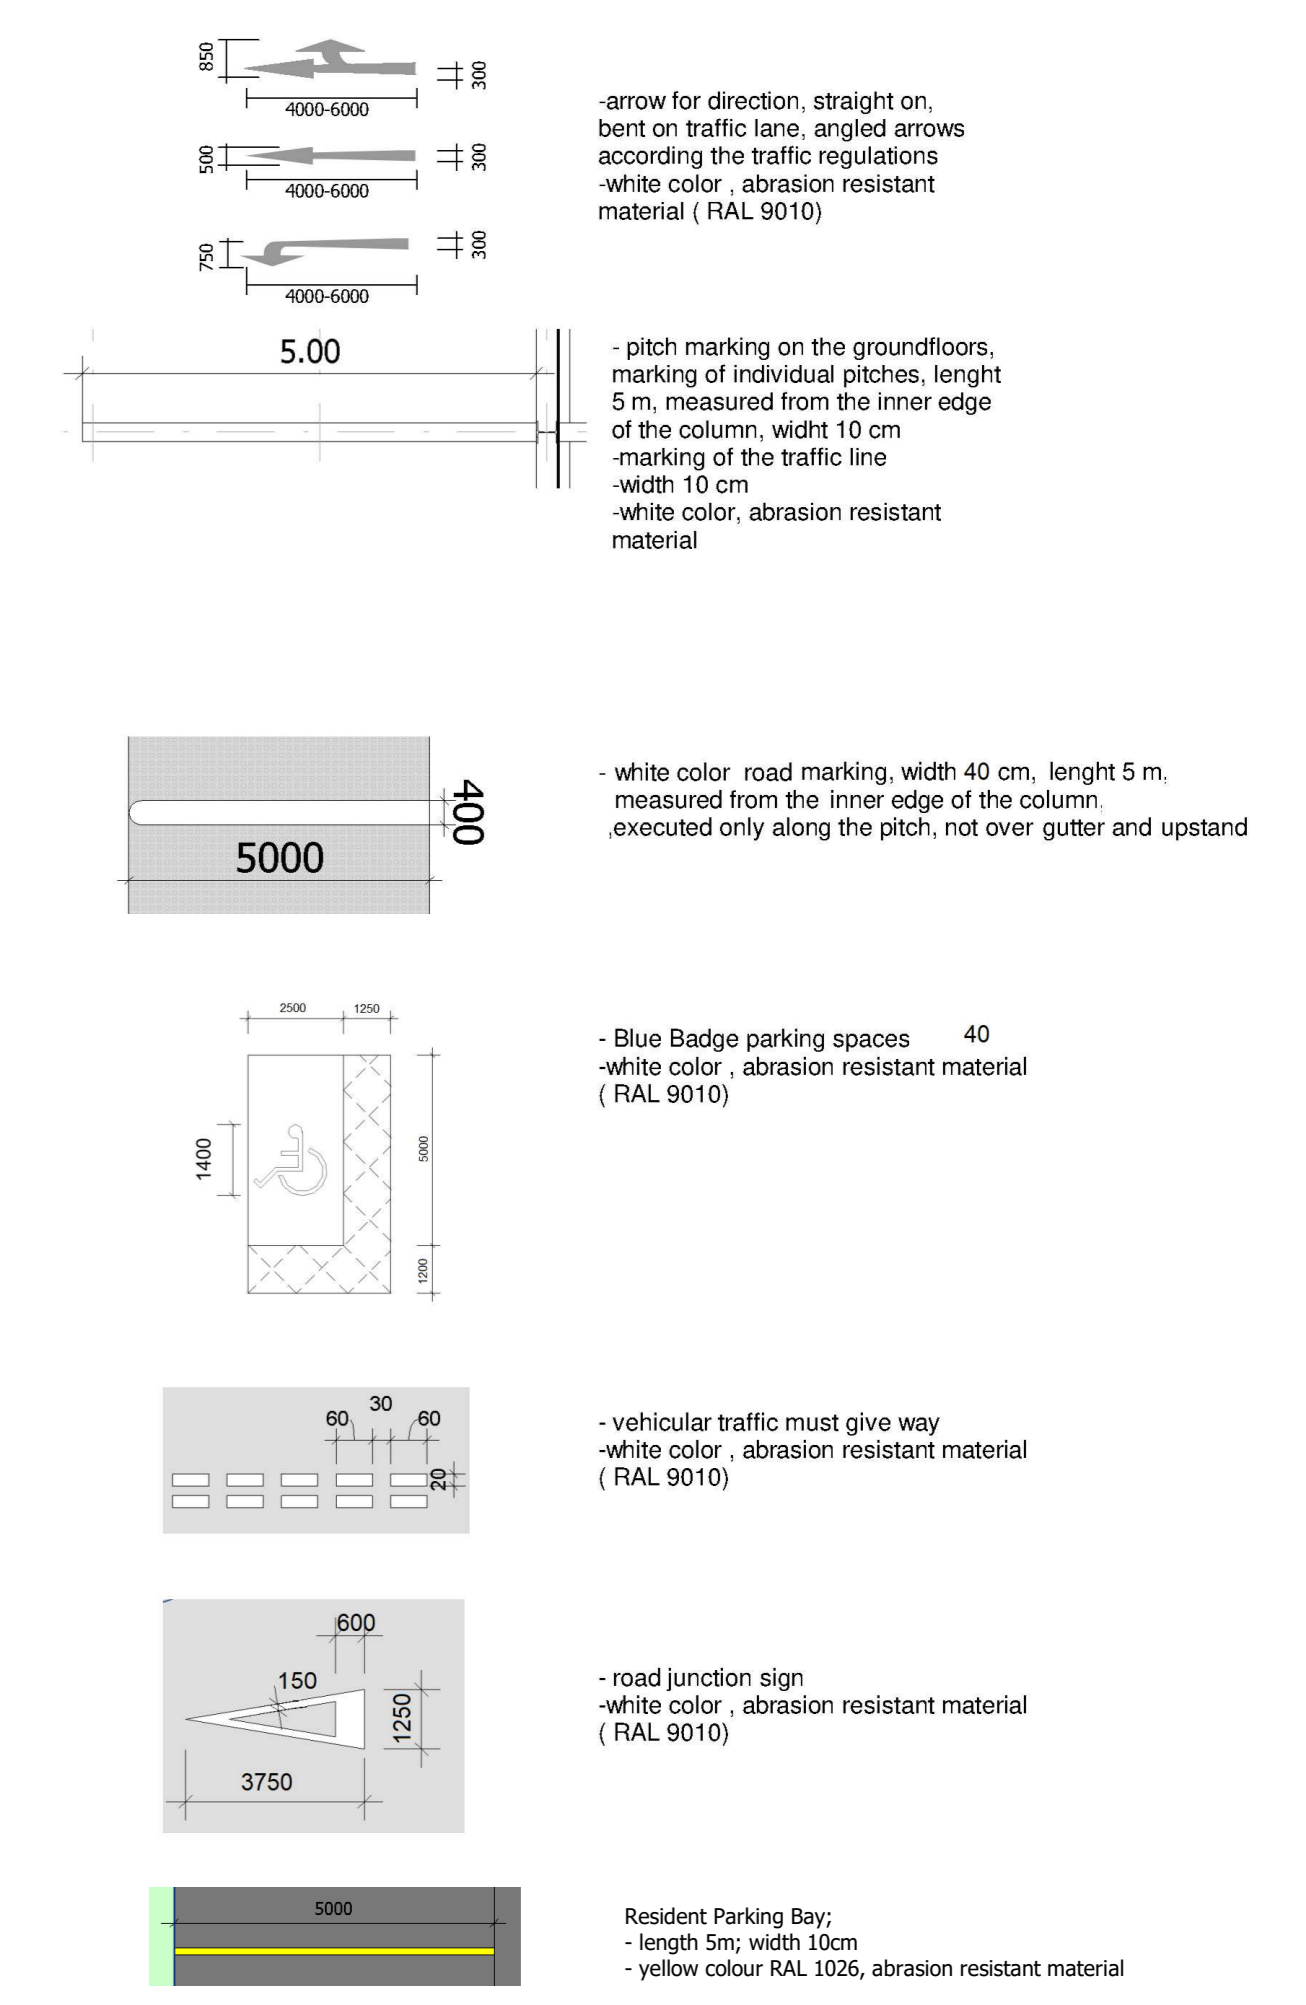 850
300
4000-6000
500
300
4000-6000
750
300
4000-6000
-arrow for direction, straight on,
bent on traffic lane, angled arrows
according the traffic regulations
-white color , abrasion resistant
material ( RAL 9010)
5.00
- pitch marking on the groundfloors,
marking of individual pitches, lenght
5 m, measured from the inner edge
of the column, widht 10 cm
-marking of the traffic line
-width 10 cm
-white color, abrasion resistant
material
400
5000
- white color road marking, width 40 cm, lenght 5 m,
measured from the inner edge of the column,
,executed only along the pitch, not over gutter and upstand
2500 1250
1400
5000
1200
- Blue Badge parking spaces 40
-white color , abrasion resistant material
( RAL 9010)
60 30 60
20
- vehicular traffic must give way
-white color , abrasion resistant material
( RAL 9010)
600
150
1250
3750
- road junction sign
-white color , abrasion resistant material
( RAL 9010)
5000
Resident Parking Bay;
- length 5m; width 10cm
- yellow colour RAL 1026, abrasion resistant material